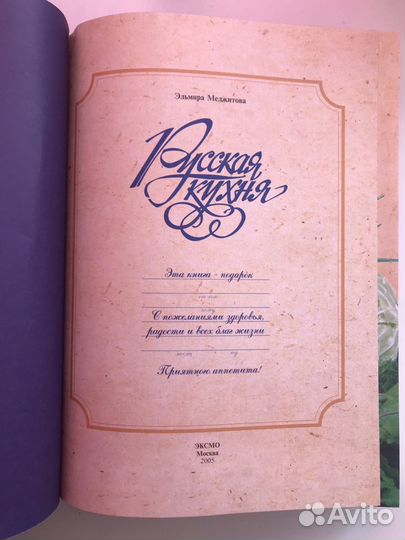 Эльмира Меджитова
Русская
кухня
Эта книга - подарок
С пожеланиями здоровья,
радости и всех благ жизни
Приятного аппетита!
ЭКСМО
Москва
2005
Avito